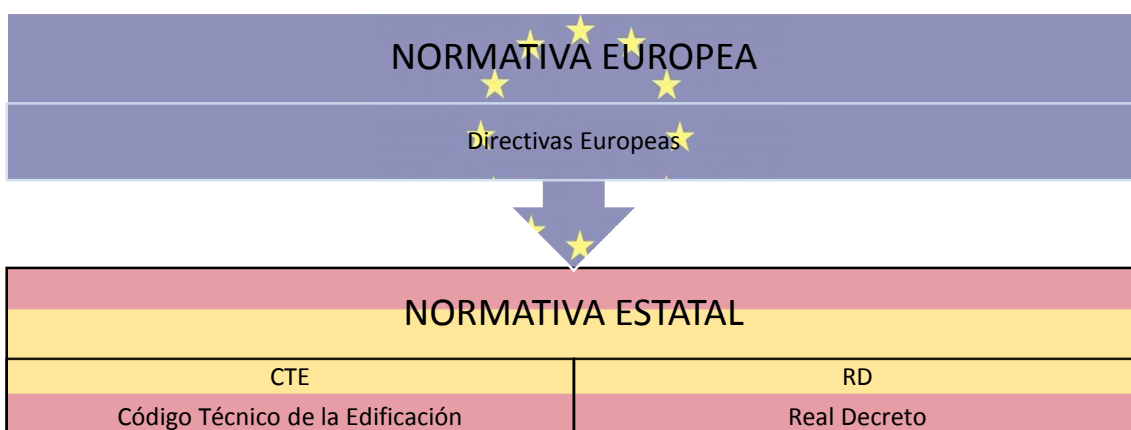 NORMATIVA EUROPEA
Directivas Europeas
NORMATIVA ESTATAL
CTE
RD
Código Técnico de la Edificación
Real Decreto